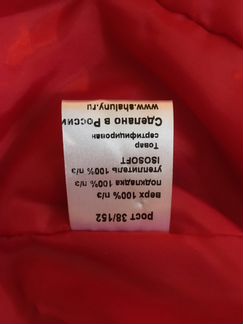 рост 38/152
верх 100% п/э
подкладка 100% п/э
утеплитель 100% п/э
ISOSOFT
Товар
сертифицирован
Сделано в России
www.shaluny.ru